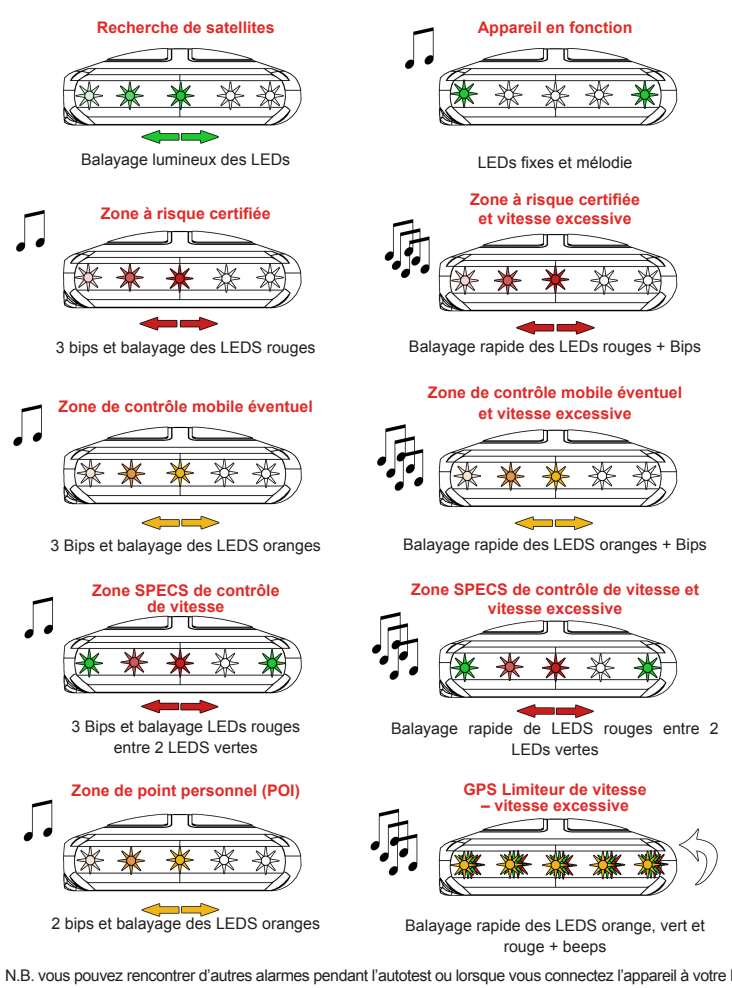 Recherche de satellites
Appareil en fonction
Balayage lumineux des LEDs
LEDs fixes et mélodie
Zone à risque certifiée
Zone à risque certifiée
et vitesse excessive
3 bips et balayage des LEDS rouges
Balayage rapide des LEDs rouges + Bips
Zone de contrôle mobile éventuel
Zone de contrôle mobile éventuel
et vitesse excessive
3 Bips et balayage des LEDS oranges
Balayage rapide des LEDS oranges + Bips
Zone SPECS de contrôle
de vitesse
Zone SPECS de contrôle de vitesse et
vitesse excessive
3 Bips et balayage LEDs rouges
entre 2 LEDS vertes
Balayage rapide de LEDS rouges entre 2
LEDs vertes
Zone de point personnel (POI)
GPS Limiteur de vitesse
– vitesse excessive
2 bips et balayage des LEDS oranges
Balayage rapide des LEDS orange, vert et
rouge + beeps
N.B. vous pouvez rencontrer d'autres alarmes pendant l'autotest ou lorsque vous connectez l'appareil à votre